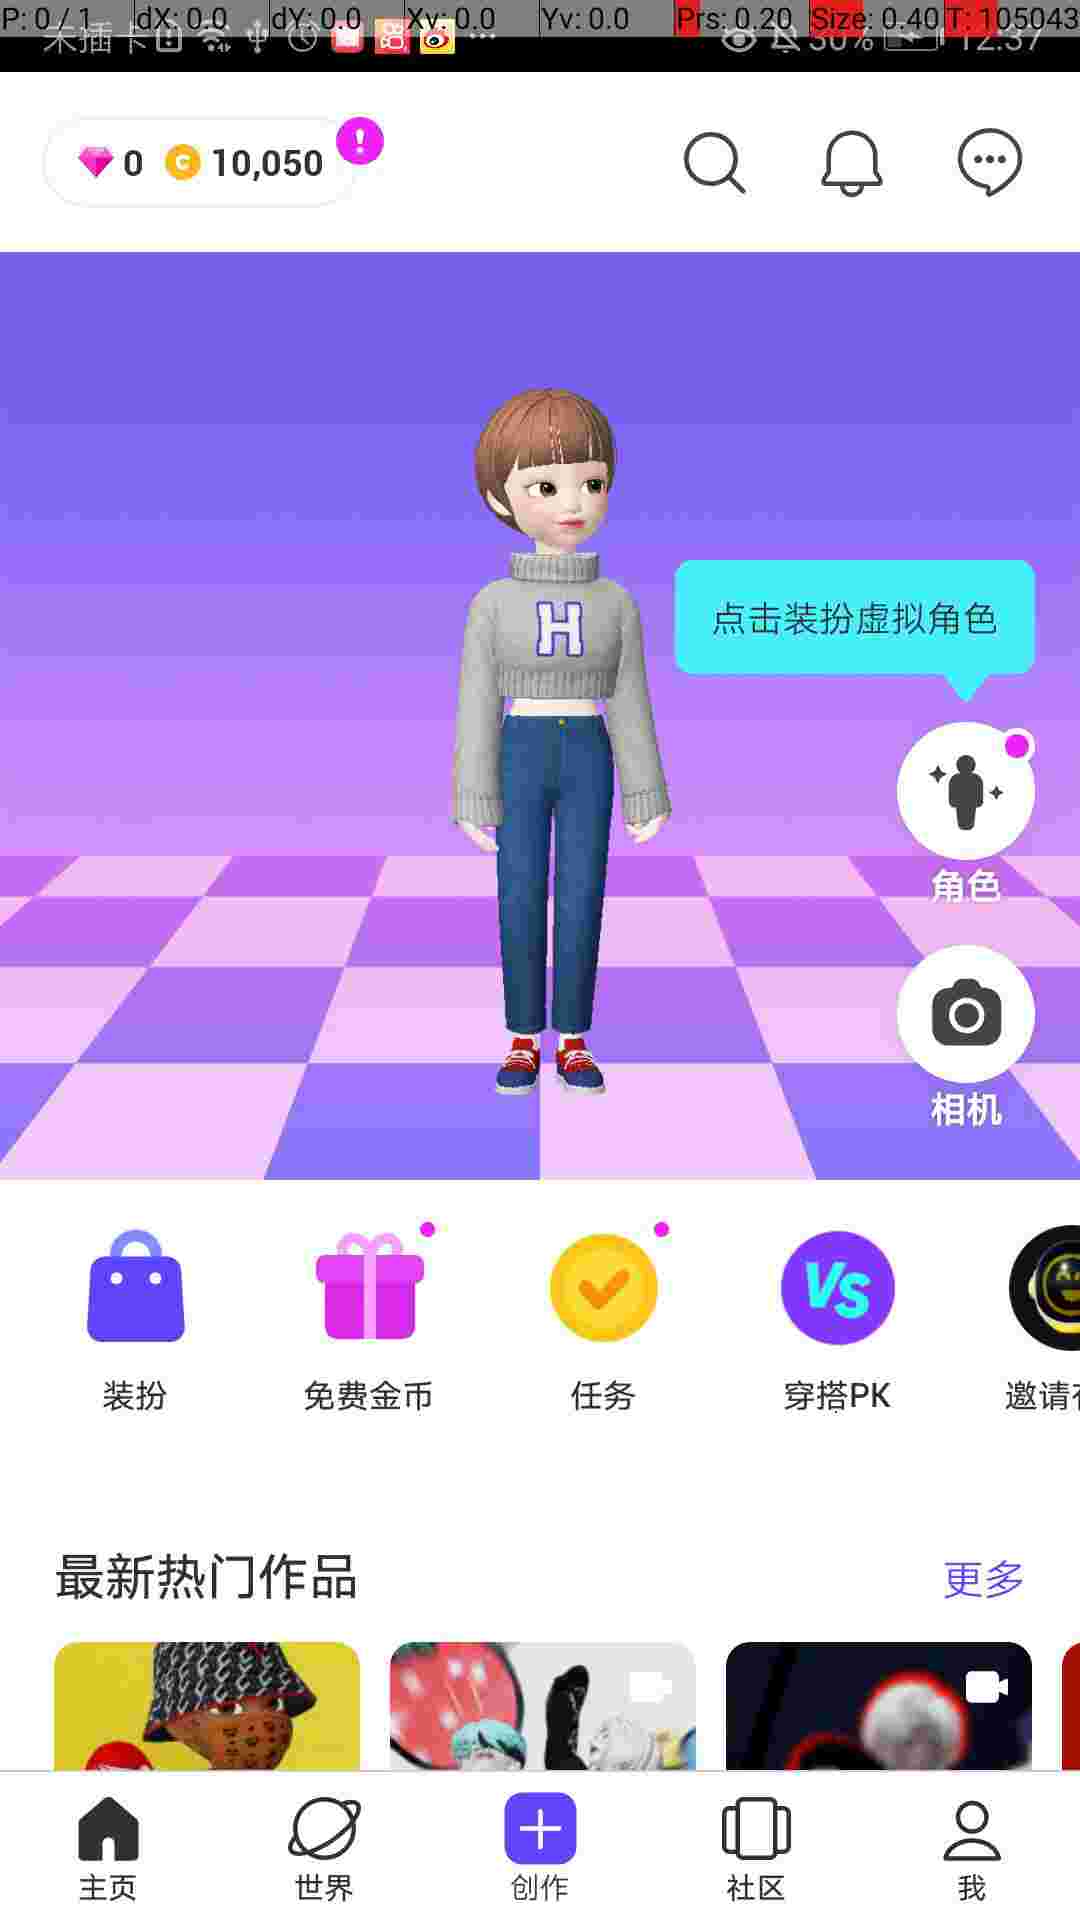 P: 0 / 1 dX: 0.0 dY: 0.0 Xv: 0.0 Yv: 0.0 Prs: 0.20 Size: 0.40 T: 105043
未插卡 30% 12:37
0 C 10,050 !
H
点击装扮虚拟角色
角色
相机
VS
装扮 免费金币 任务 穿搭PK 邀请
最新热门作品 更多
主页 世界 创作 社区 我